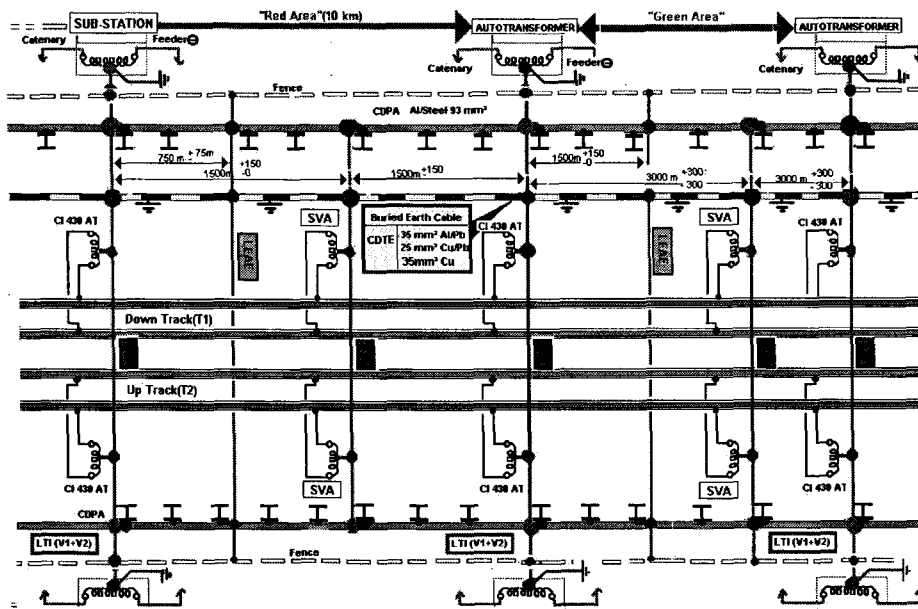 SUB-STATION
"Red Area"(10 km)
AUTOTRANSFORMER
"Green Area"
AUTOTRANSFORMER
Catenary
Feeder⊖
Catenary
Feeder⊖
Catenary
Fence
CDPA Al/Steel 93 mm²
750 m +75m
1500m +150 -0
1500m +150
1500m +150 -0
3000 m +300 -300
3000 m +300 -300
CI 430 AT
SVA
Buried Earth Cable
CDTE
35 mm² Al/Pb
25 mm² Cu/Pb
35mm² Cu
CI 430 AT
SVA
CI 430 AT
LEAE
LEAE
Down Track(T1)
Up Track(T2)
CI 430 AT
SVA
CI 430 AT
SVA
CI 430 AT
CDPA
LTI (V1+V2)
Fence
LTI (V1+V2)
LTI (V1+V2)